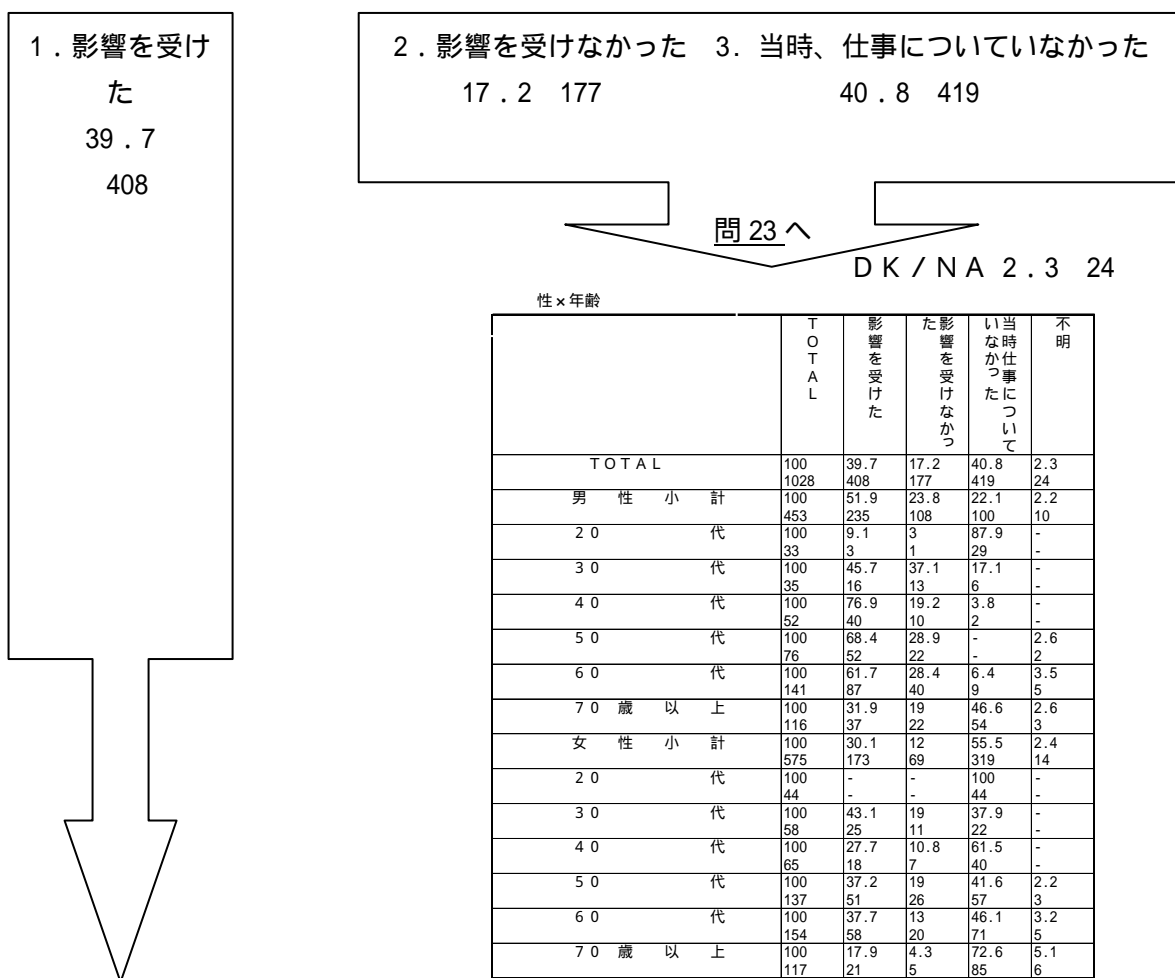 1．影響を受け
た
39．7
408
2．影響を受けなかった 3．当時、仕事についていなかった
17．2 177 40．8 419
問23へ
ＤＫ／ＮＡ ２．３ 24
性×年齢
TOTAL 影響を受けた 影響を受けなかった 当時仕事についていなかった 不明
ＴＯＴＡＬ 100 39.7 17.2 40.8 2.3
1028 408 177 419 24
男性小計 100 51.9 23.8 22.1 2.2
453 235 108 100 10
２０代 100 9.1 3 87.9 -
33 3 1 29 -
３０代 100 45.7 37.1 17.1 -
35 16 13 6 -
４０代 100 76.9 19.2 3.8 -
52 40 10 2 -
５０代 100 68.4 28.9 - 2.6
76 52 22 - 2
６０代 100 61.7 28.4 6.4 3.5
141 87 40 9 5
７０歳以上 100 31.9 19 46.6 2.6
116 37 22 54 3
女性小計 100 30.1 12 55.5 2.4
575 173 69 319 14
２０代 100 - - 100 -
44 - - 44 -
３０代 100 43.1 19 37.9 -
58 25 11 22 -
４０代 100 27.7 10.8 61.5 -
65 18 7 40 -
５０代 100 37.2 19 41.6 2.2
137 51 26 57 3
６０代 100 37.7 13 46.1 3.2
154 58 20 71 5
７０歳以上 100 17.9 4.3 72.6 5.1
117 21 5 85 6